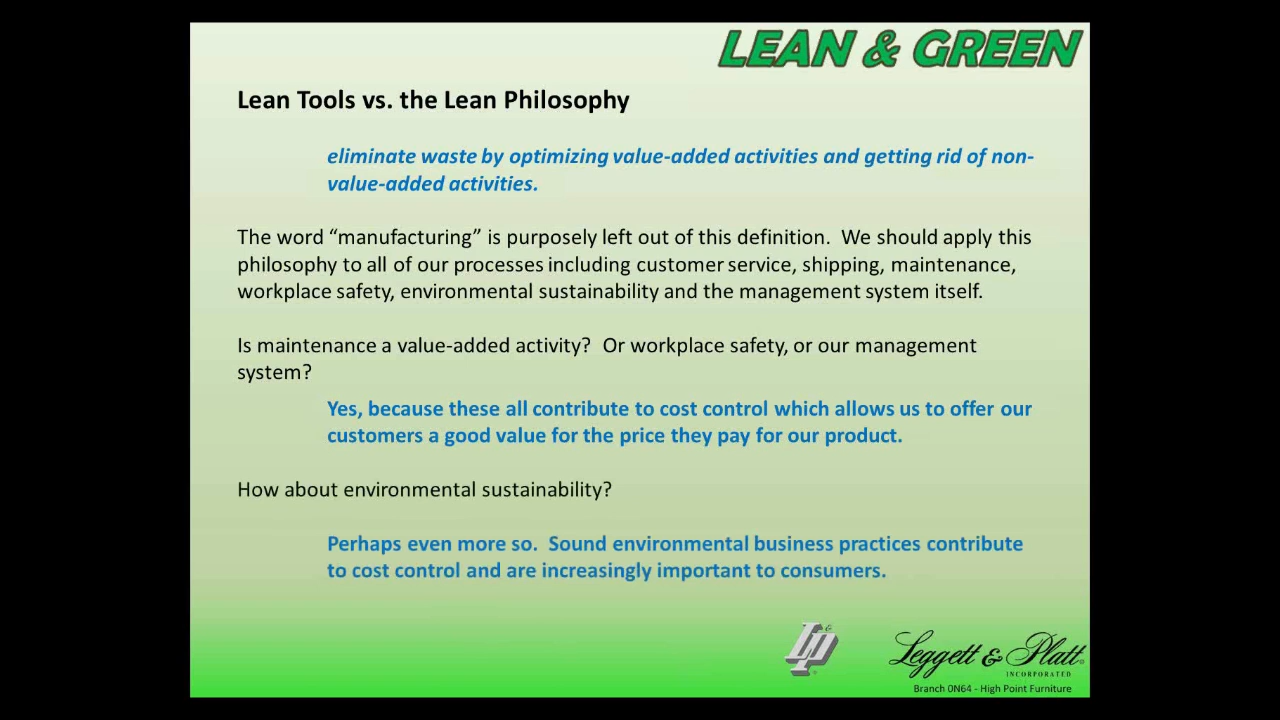 LEAN & GREEN
Lean Tools vs. the Lean Philosophy
eliminate waste by optimizing value-added activities and getting rid of non-
value-added activities.
The word “manufacturing” is purposely left out of this definition.  We should apply this
philosophy to all of our processes including customer service, shipping, maintenance,
workplace safety, environmental sustainability and the management system itself.
Is maintenance a value-added activity?  Or workplace safety, or our management
system?
Yes, because these all contribute to cost control which allows us to offer our
customers a good value for the price they pay for our product.
How about environmental sustainability?
Perhaps even more so.  Sound environmental business practices contribute
to cost control and are increasingly important to consumers.
L&P
Leggett & Platt
INCORPORATED
Branch 0N64 - High Point Furniture